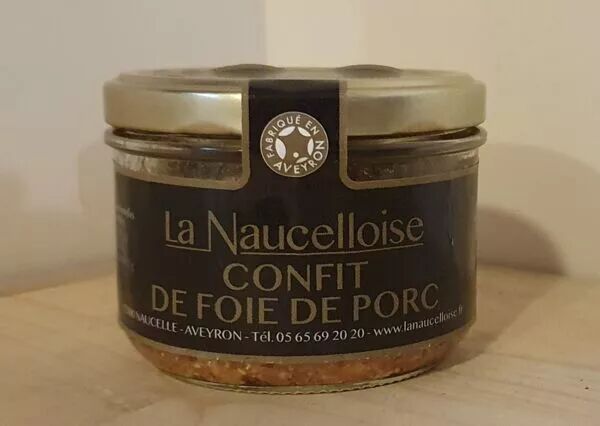 FABRIQUÉ EN
AVEYRON
La Naucelloise
CONFIT
DE FOIE DE PORC
NAUCELLE - AVEYRON - Tél. 05 65 69 20 20 - www.lanaucelloise.fr